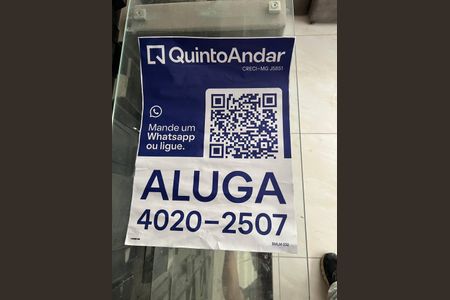 QuintoAndar
CRECI-MG J5851
Mande um
Whatsapp
ou ligue.
ALUGA
4020-2507